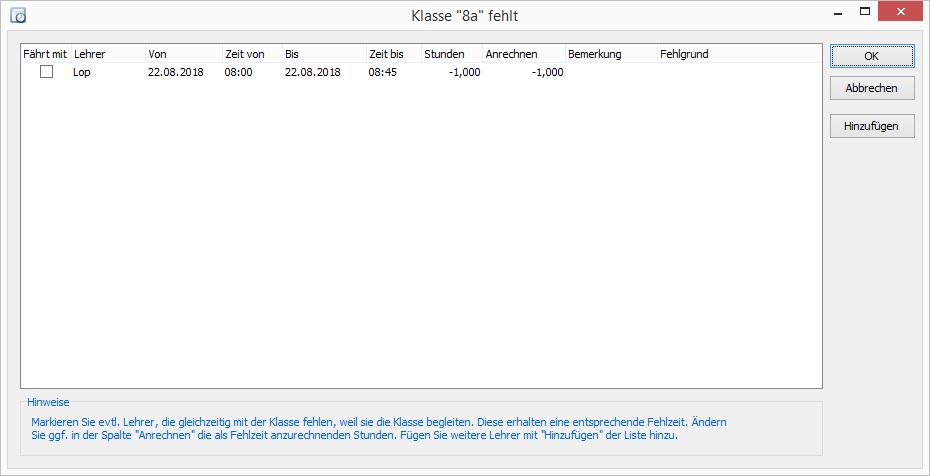 Klasse "8a" fehlt
Fährt mit Lehrer Von Zeit von Bis Zeit bis Stunden Anrechnen Bemerkung Fehlgrund
Lop 22.08.2018 08:00 22.08.2018 08:45 -1,000 -1,000
OK
Abbrechen
Hinzufügen
Hinweise
Markieren Sie evtl. Lehrer, die gleichzeitig mit der Klasse fehlen, weil sie die Klasse begleiten. Diese erhalten eine entsprechende Fehlzeit. Ändern
Sie ggf. in der Spalte "Anrechnen" die als Fehlzeit anzurechnenden Stunden. Fügen Sie weitere Lehrer mit "Hinzufügen" der Liste hinzu.